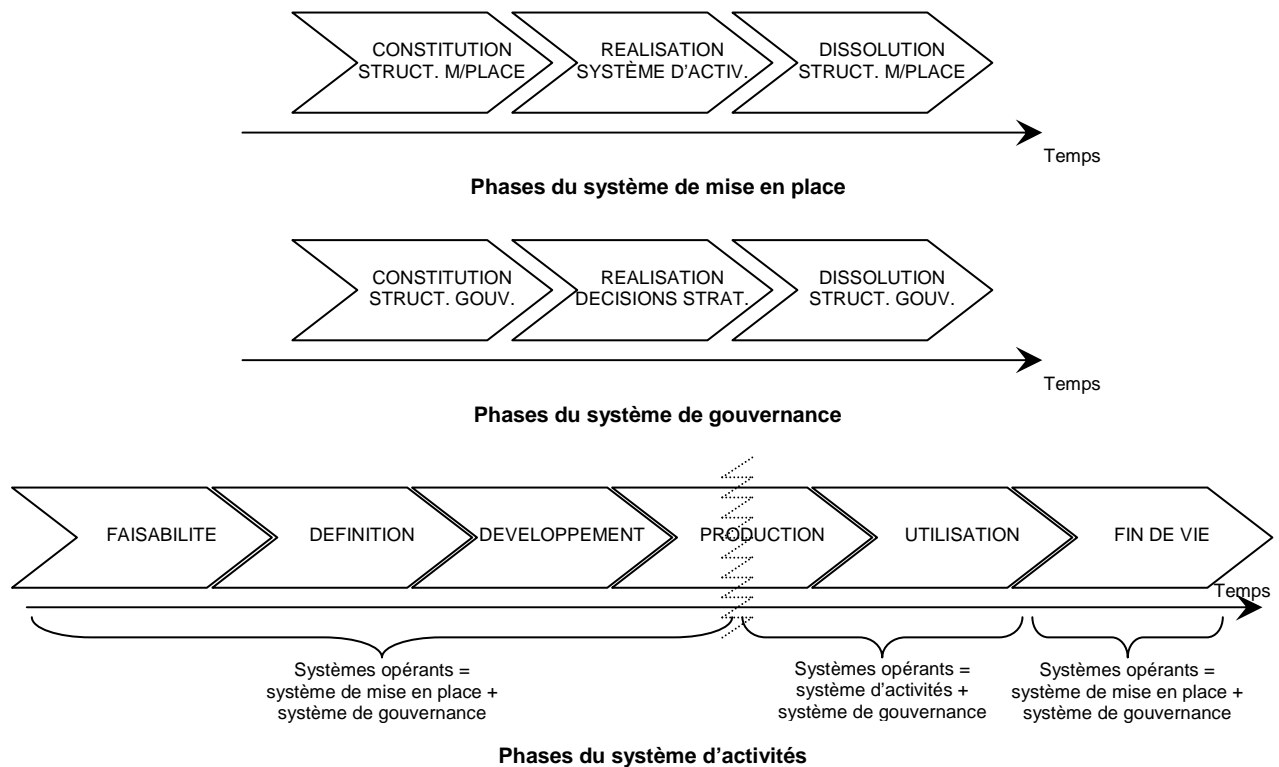 CONSTITUTION
STRUCT. M/PLACE
REALISATION
SYSTÈME D'ACTIV.
DISSOLUTION
STRUCT. M/PLACE
Temps
Phases du système de mise en place
CONSTITUTION
STRUCT. GOUV.
REALISATION
DECISIONS STRAT.
DISSOLUTION
STRUCT. GOUV.
Temps
Phases du système de gouvernance
FAISABILITE
DEFINITION
DEVELOPPEMENT
PRODUCTION
UTILISATION
FIN DE VIE
Temps
Systèmes opérants =
système de mise en place +
système de gouvernance
Systèmes opérants =
système d'activités +
système de gouvernance
Systèmes opérants =
système de mise en place +
système de gouvernance
Phases du système d'activités